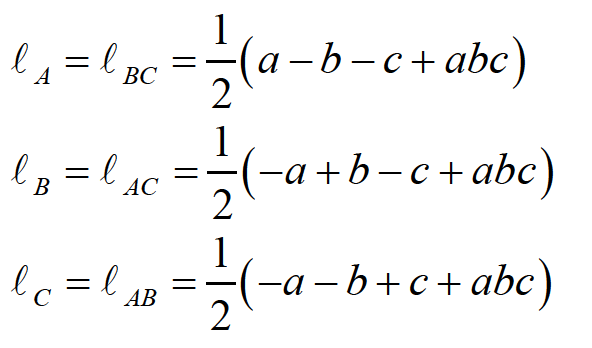 ℓ_A = ℓ_BC = 1/2 (a − b − c + abc)
ℓ_B = ℓ_AC = 1/2 (−a + b − c + abc)
ℓ_C = ℓ_AB = 1/2 (−a − b + c + abc)